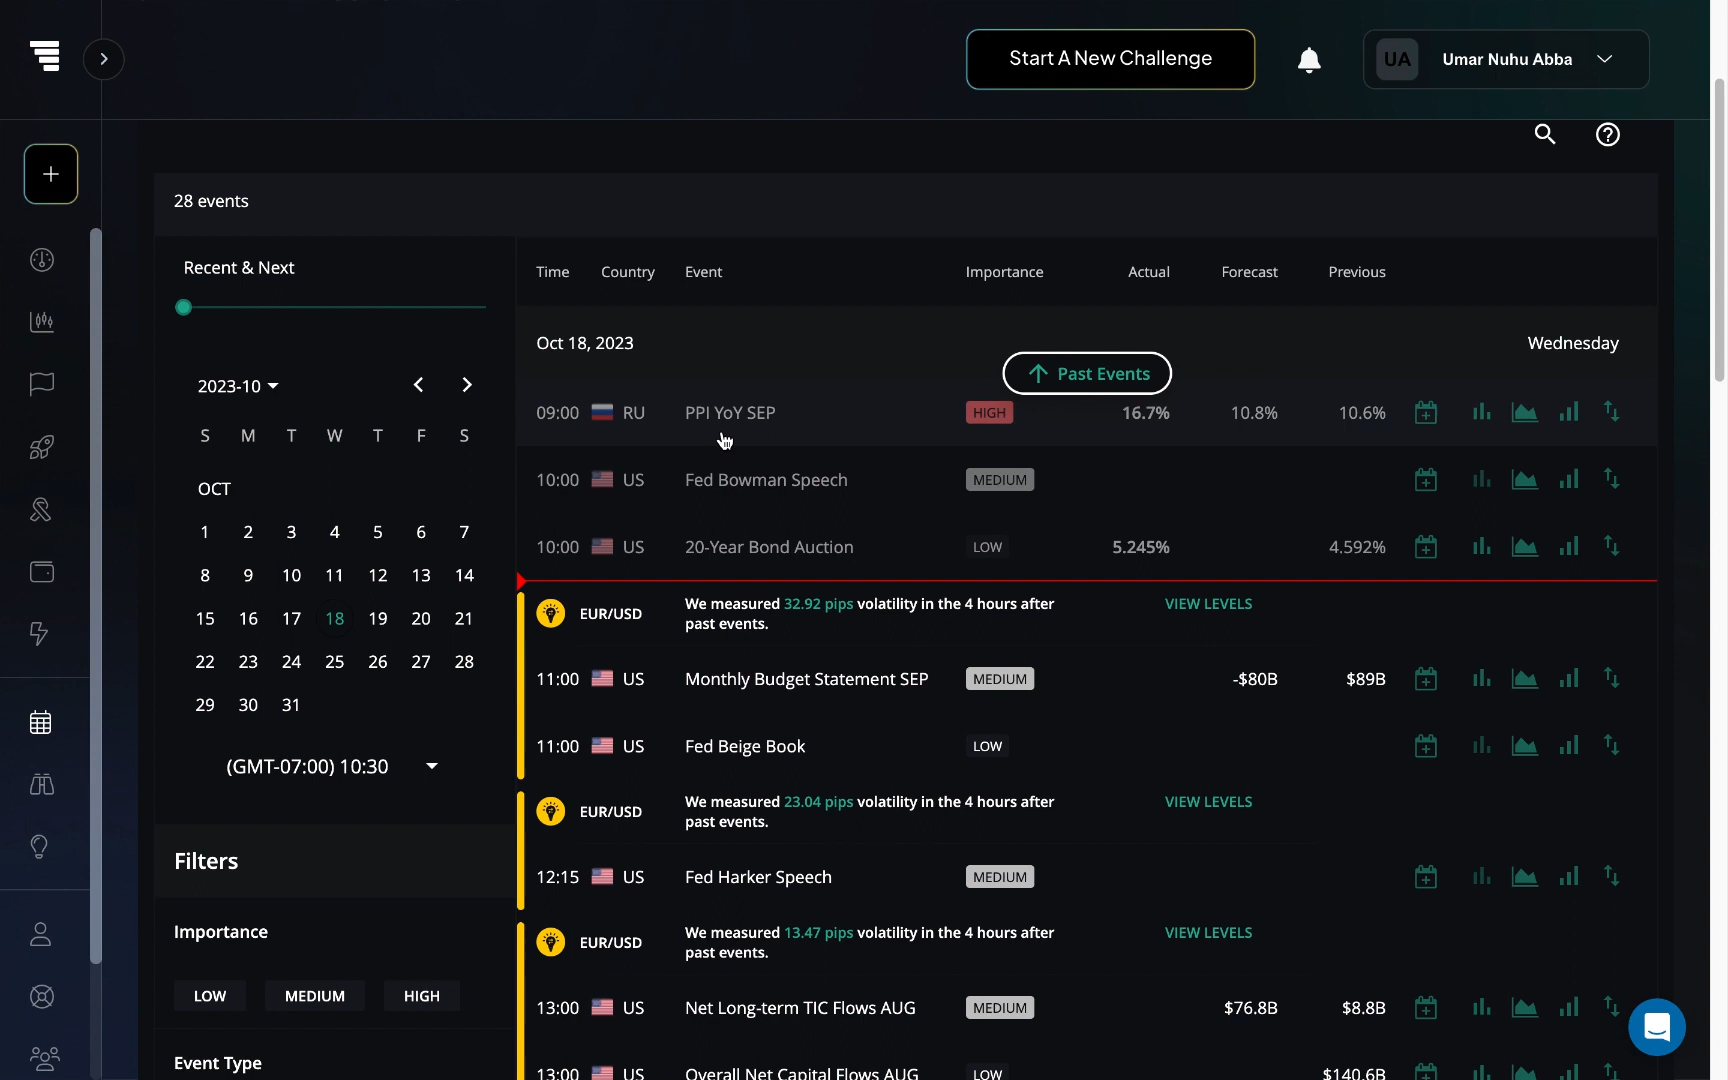 Start A New Challenge
UA
Umar Nuhu Abba
28 events
Recent & Next
Time Country Event Importance Actual Forecast Previous
Oct 18, 2023 Wednesday
Past Events
2023-10
09:00 RU PPI YoY SEP HIGH 16.7% 10.8% 10.6%
S M T W T F S
10:00 US Fed Bowman Speech MEDIUM
OCT
1 2 3 4 5 6 7
10:00 US 20-Year Bond Auction LOW 5.245% 4.592%
8 9 10 11 12 13 14
EUR/USD We measured 32.92 pips volatility in the 4 hours after VIEW LEVELS
past events.
15 16 17 18 19 20 21
22 23 24 25 26 27 28
11:00 US Monthly Budget Statement SEP MEDIUM -$80B $89B
29 30 31
11:00 US Fed Beige Book LOW
(GMT-07:00) 10:30
EUR/USD We measured 23.04 pips volatility in the 4 hours after VIEW LEVELS
past events.
Filters
12:15 US Fed Harker Speech MEDIUM
Importance
EUR/USD We measured 13.47 pips volatility in the 4 hours after VIEW LEVELS
past events.
LOW MEDIUM HIGH
13:00 US Net Long-term TIC Flows AUG MEDIUM $76.8B $8.8B
Event Type
13:00 US Overall Net Capital Flows AUG LOW $140.6B